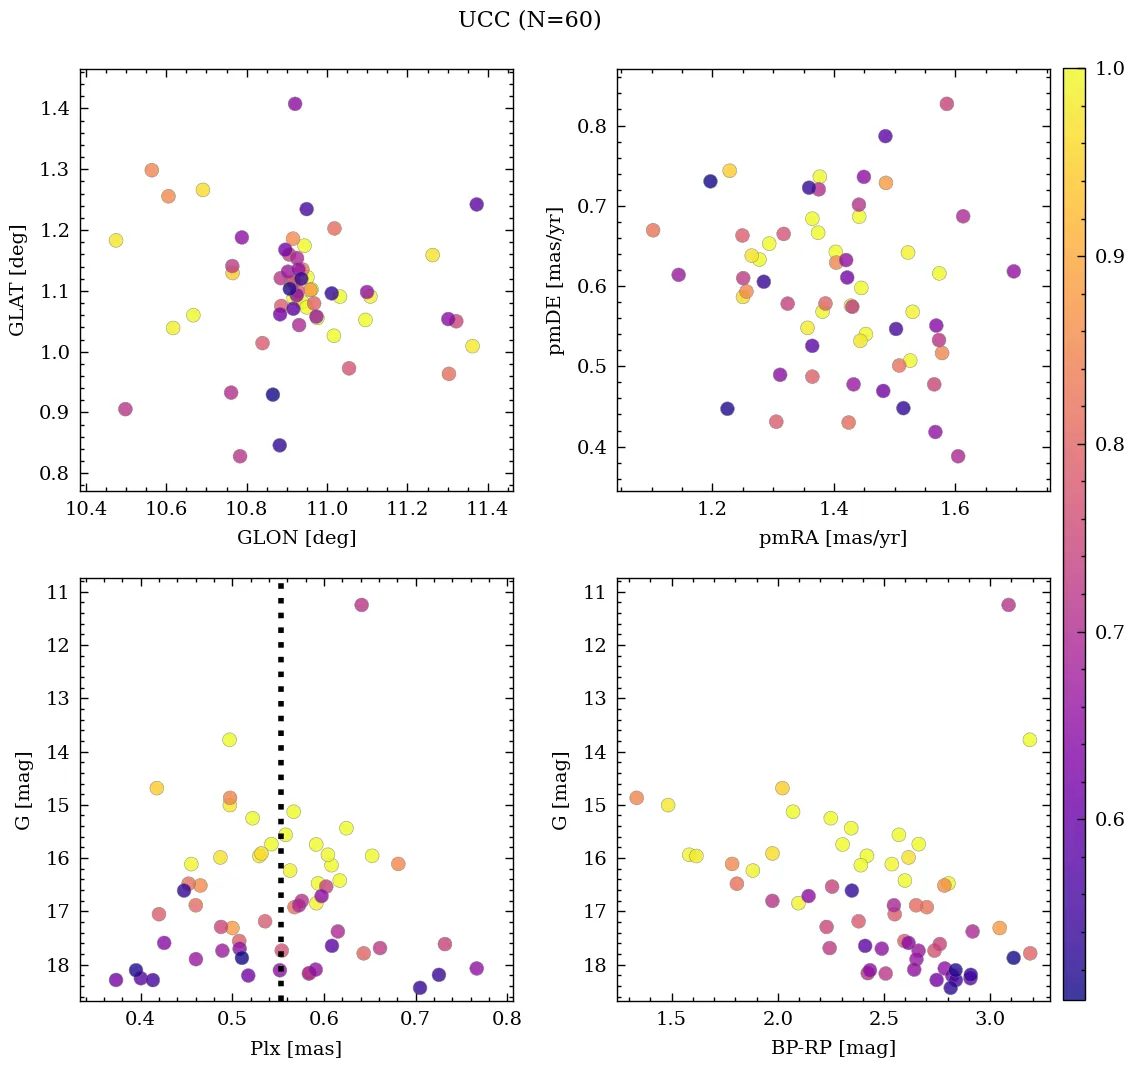 UCC (N=60)
1.4
1.3
1.2
1.1
1.0
0.9
0.8
GLAT [deg]
10.4 10.6 10.8 11.0 11.2 11.4
GLON [deg]
0.8
0.7
0.6
0.5
0.4
pmDE [mas/yr]
1.2 1.4 1.6
pmRA [mas/yr]
1.0
0.9
0.8
0.7
0.6
11
12
13
14
15
16
17
18
G [mag]
0.4 0.5 0.6 0.7 0.8
Plx [mas]
11
12
13
14
15
16
17
18
G [mag]
1.5 2.0 2.5 3.0
BP-RP [mag]